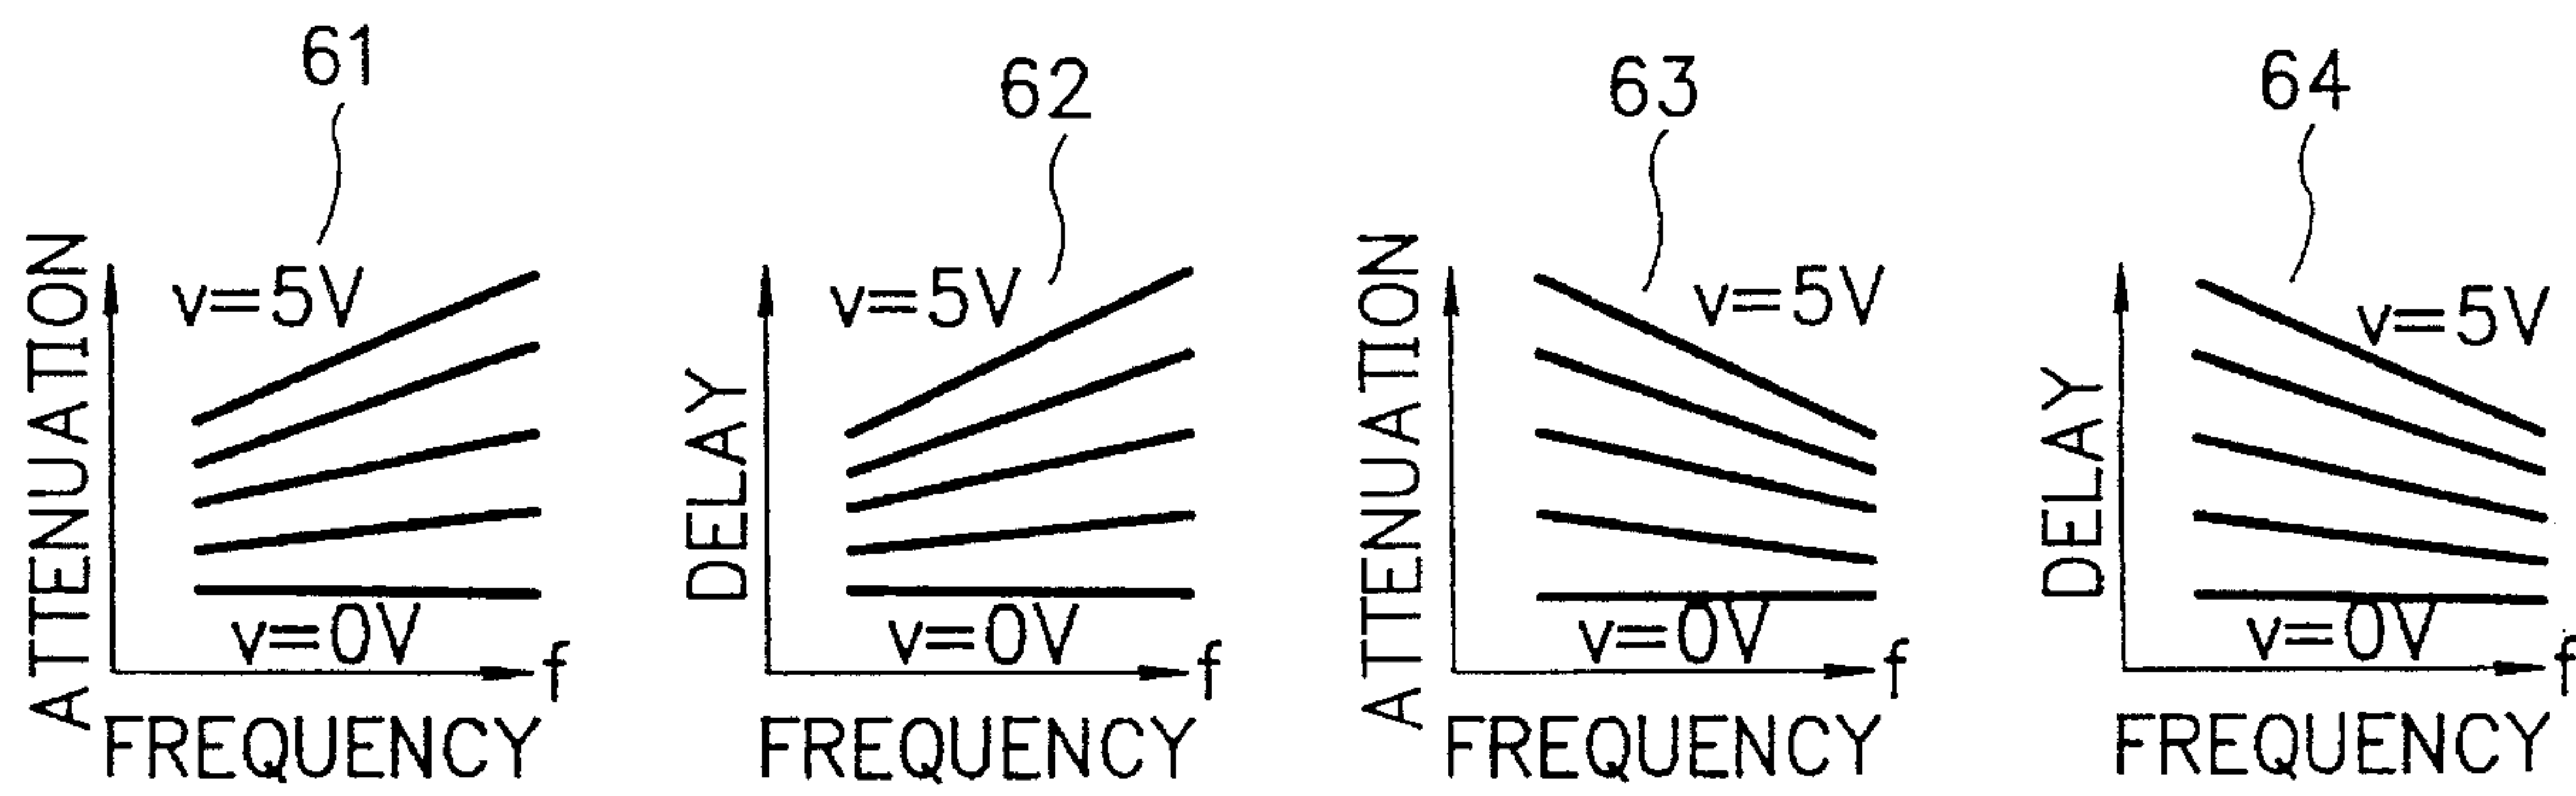 61
ATTENUATION
v=5V
v=0V
f
FREQUENCY
62
DELAY
v=5V
v=0V
f
FREQUENCY
63
ATTENUATION
v=5V
v=0V
f
FREQUENCY
64
DELAY
v=5V
v=0V
f
FREQUENCY